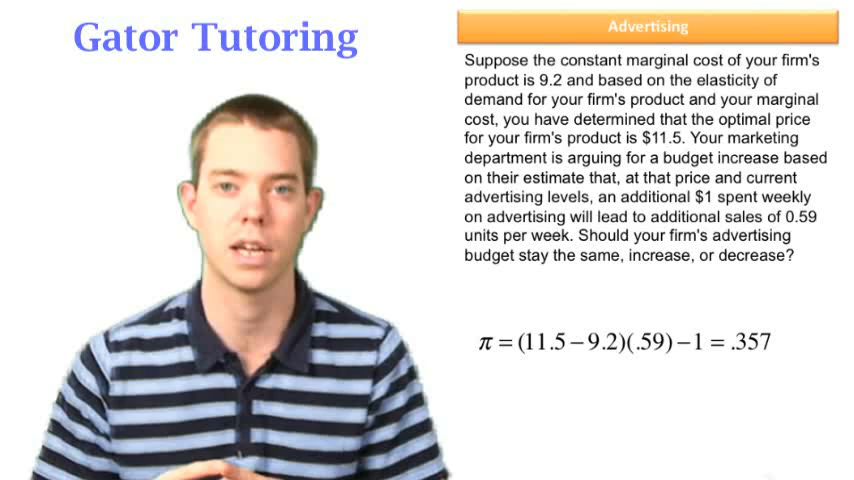 Gator Tutoring
Advertising
Suppose the constant marginal cost of your firm's
product is 9.2 and based on the elasticity of
demand for your firm's product and your marginal
cost, you have determined that the optimal price
for your firm's product is $11.5. Your marketing
department is arguing for a budget increase based
on their estimate that, at that price and current
advertising levels, an additional $1 spent weekly
on advertising will lead to additional sales of 0.59
units per week. Should your firm's advertising
budget stay the same, increase, or decrease?
π = (11.5 − 9.2)(.59) − 1 = .357